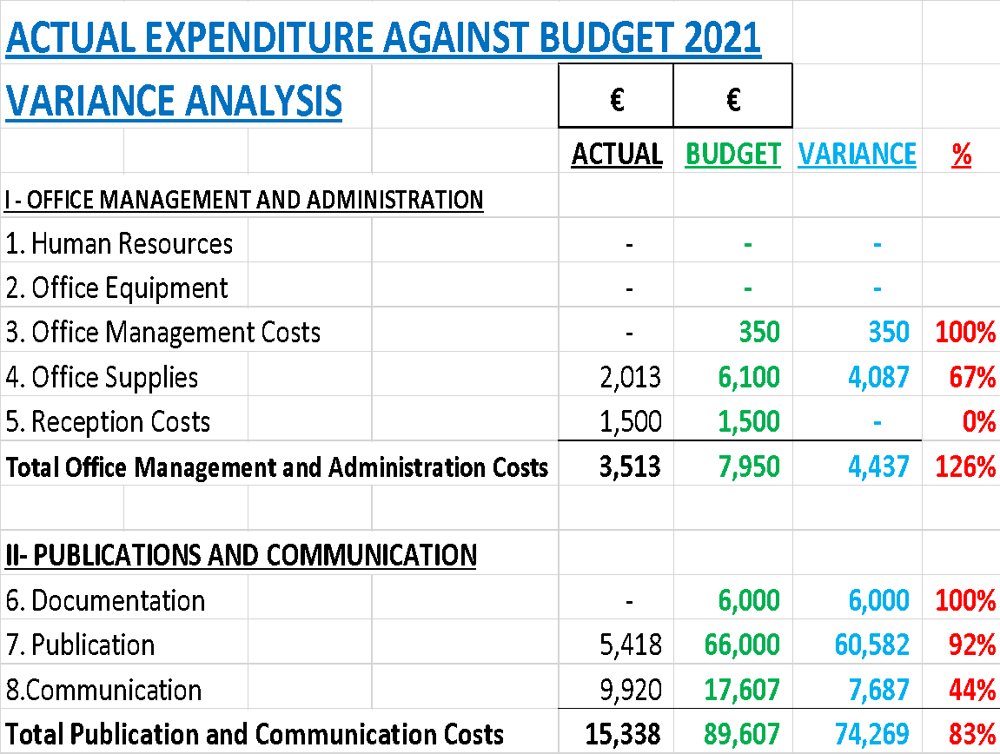 ACTUAL EXPENDITURE AGAINST BUDGET 2021
VARIANCE ANALYSIS € €
ACTUAL BUDGET VARIANCE %
I - OFFICE MANAGEMENT AND ADMINISTRATION
1. Human Resources - - -
2. Office Equipment - - -
3. Office Management Costs - 350 350 100%
4. Office Supplies 2,013 6,100 4,087 67%
5. Reception Costs 1,500 1,500 - 0%
Total Office Management and Administration Costs 3,513 7,950 4,437 126%
II- PUBLICATIONS AND COMMUNICATION
6. Documentation - 6,000 6,000 100%
7. Publication 5,418 66,000 60,582 92%
8.Communication 9,920 17,607 7,687 44%
Total Publication and Communication Costs 15,338 89,607 74,269 83%